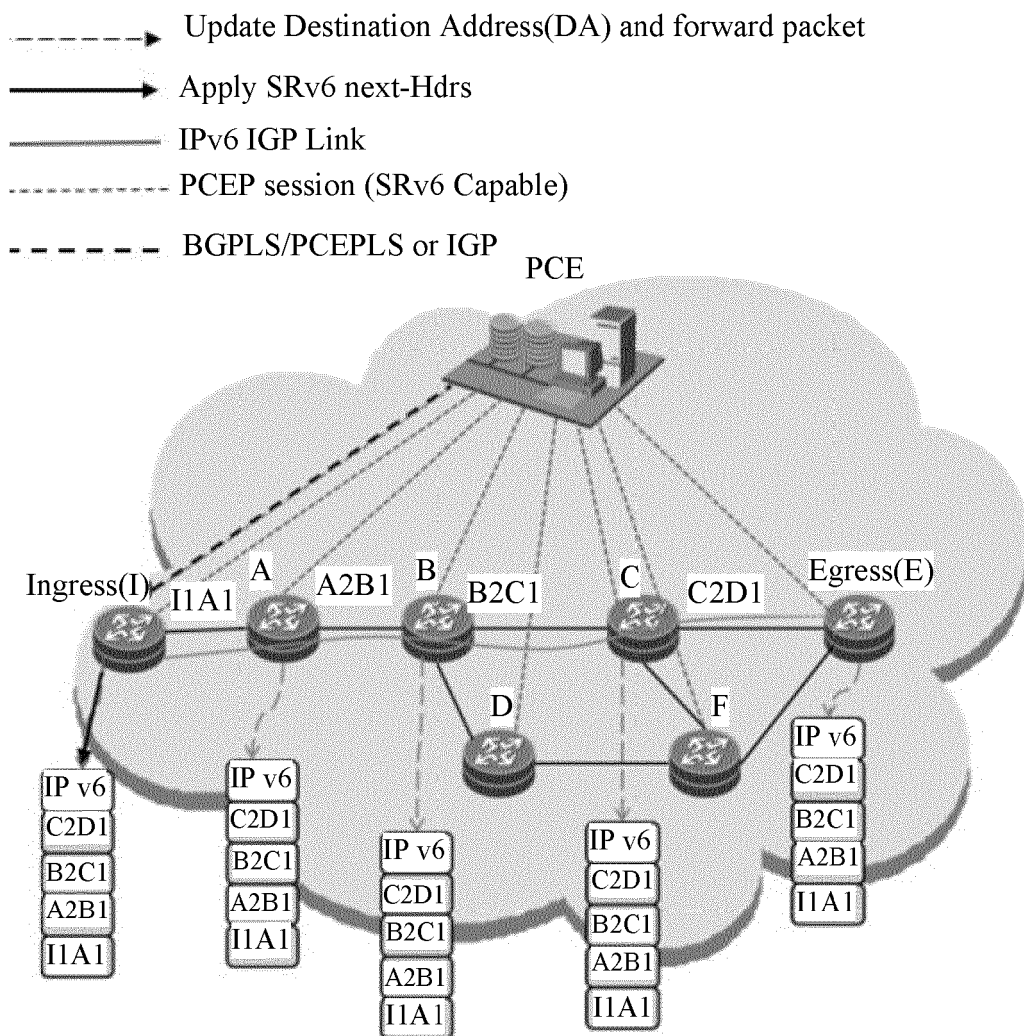 Update Destination Address(DA) and forward packet
Apply SRv6 next-Hdrs
IPv6 IGP Link
PCEP session (SRv6 Capable)
BGPLS/PCEPLS or IGP
PCE
Ingress(I)
I1A1
A
A2B1
B
B2C1
C
C2D1
Egress(E)
D
F
IP v6
C2D1
B2C1
A2B1
I1A1
IP v6
C2D1
B2C1
A2B1
I1A1
IP v6
C2D1
B2C1
A2B1
I1A1
IP v6
C2D1
B2C1
A2B1
I1A1
IP v6
C2D1
B2C1
A2B1
I1A1